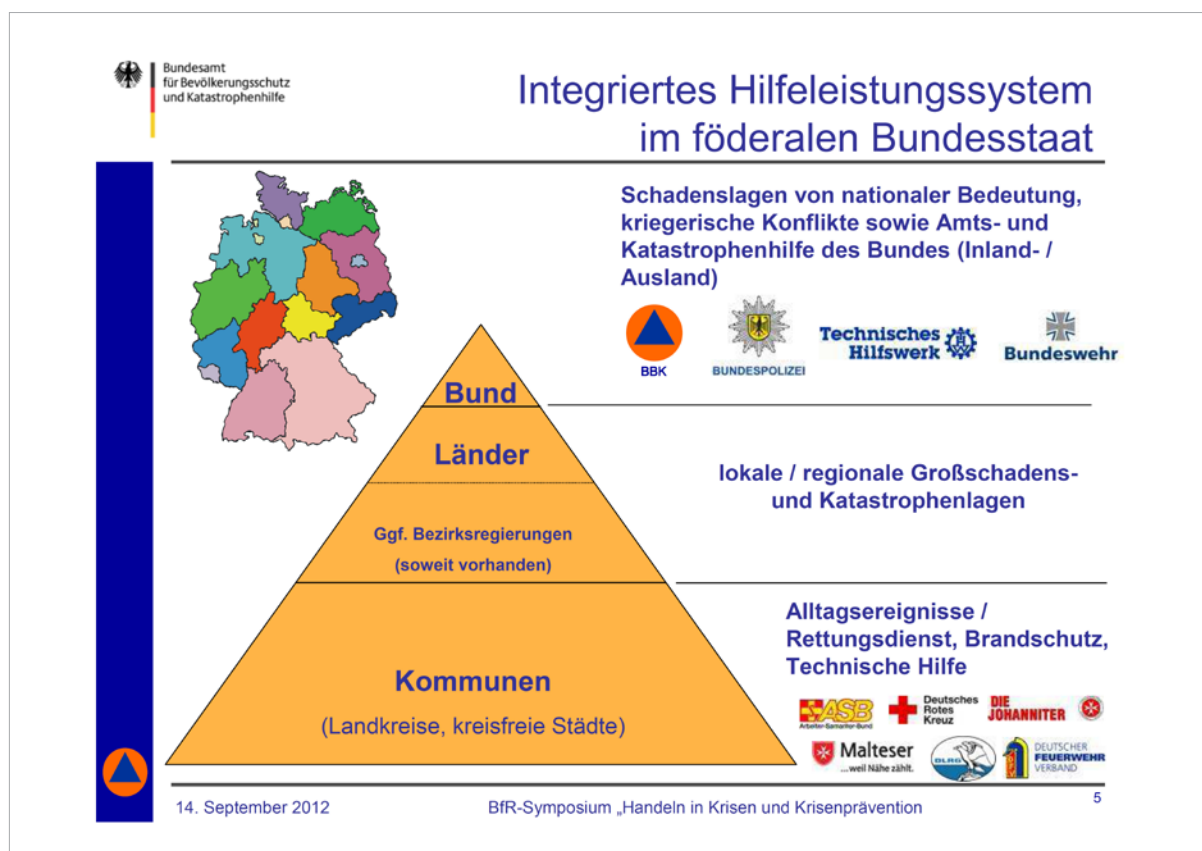 Bundesamt
für Bevölkerungsschutz
und Katastrophenhilfe
Integriertes Hilfeleistungssystem
im föderalen Bundesstaat
Schadenslagen von nationaler Bedeutung,
kriegerische Konflikte sowie Amts- und
Katastrophenhilfe des Bundes (Inland- /
Ausland)
BBK
BUNDESPOLIZEI
Technisches
Hilfswerk
Bundeswehr
Bund
Länder
lokale / regionale Großschadens-
und Katastrophenlagen
Ggf. Bezirksregierungen
(soweit vorhanden)
Alltagsereignisse /
Rettungsdienst, Brandschutz,
Technische Hilfe
Kommunen
(Landkreise, kreisfreie Städte)
ASB
Arbeiter-Samariter-Bund
Deutsches
Rotes
Kreuz
DIE
JOHANNITER
Malteser
...weil Nähe zählt.
DLRG
DEUTSCHER
FEUERWEHR
VERBAND
14. September 2012
BfR-Symposium „Handeln in Krisen und Krisenprävention
5